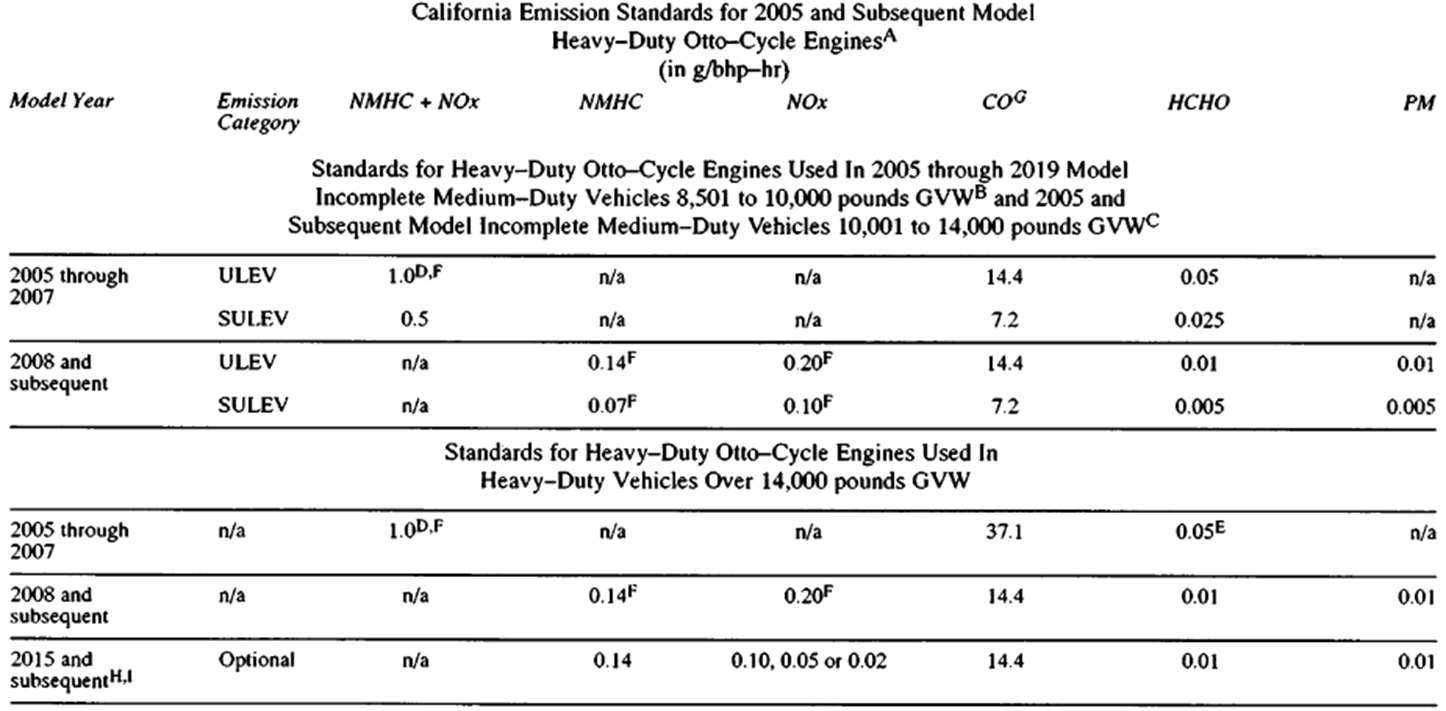 California Emission Standards for 2005 and Subsequent Model
Heavy–Duty Otto–Cycle Engines^A
(in g/bhp–hr)
Model Year Emission Category NMHC + NOx NMHC NOx CO^G HCHO PM
Standards for Heavy–Duty Otto–Cycle Engines Used In 2005 through 2019 Model
Incomplete Medium–Duty Vehicles 8,501 to 10,000 pounds GVW^B and 2005 and
Subsequent Model Incomplete Medium–Duty Vehicles 10,001 to 14,000 pounds GVW^C
2005 through 2007 ULEV 1.0^D,F n/a n/a 14.4 0.05 n/a
SULEV 0.5 n/a n/a 7.2 0.025 n/a
2008 and subsequent ULEV n/a 0.14^F 0.20^F 14.4 0.01 0.01
SULEV n/a 0.07^F 0.10^F 7.2 0.005 0.005
Standards for Heavy–Duty Otto–Cycle Engines Used In
Heavy–Duty Vehicles Over 14,000 pounds GVW
2005 through 2007 n/a 1.0^D,F n/a n/a 37.1 0.05^E n/a
2008 and subsequent n/a n/a 0.14^F 0.20^F 14.4 0.01 0.01
2015 and subsequent^H,I Optional n/a 0.14 0.10, 0.05 or 0.02 14.4 0.01 0.01